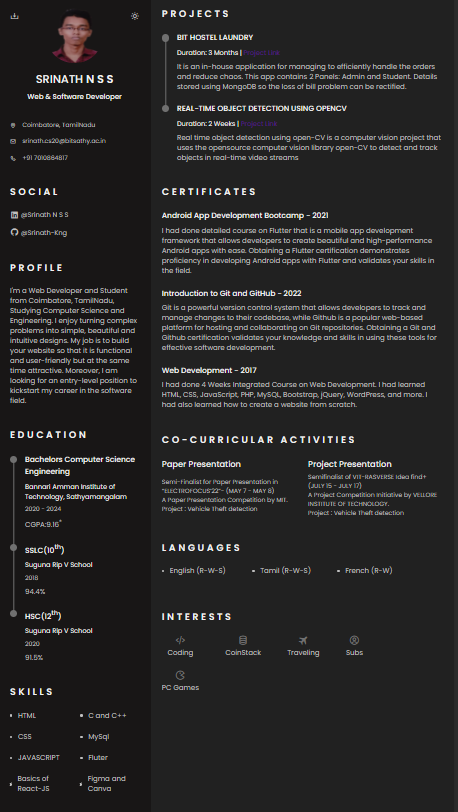 SRINATH N S S
Web & Software Developer
Coimbatore, TamilNadu
srinath.cs20@bitsathy.ac.in
+91 7010864817
SOCIAL
@Srinath N S S
@Srinath-Kng
PROFILE
I'm a Web Developer and Student
from Coimbatore, TamilNadu,
Studying Computer Science and
Engineering. I enjoy turning complex
problems into simple, beautiful and
intuitive designs. My job is to build
your website so that it is functional
and user-friendly but at the same
time attractive. Moreover, I am
looking for an entry-level position to
kickstart my career in the software
field.
EDUCATION
Bachelors Computer Science
Engineering
Bannari Amman Institute of
Technology, Sathyamangalam
2020 - 2024
CGPA:9.16*
SSLC(10th)
Suguna Rip V School
2018
94.4%
HSC(12th)
Suguna Rip V School
2020
91.5%
SKILLS
HTML
C and C++
CSS
MySql
JAVASCRIPT
Fluter
Basics of
React-JS
Figma and
Canva
PROJECTS
BIT HOSTEL LAUNDRY
Duration: 3 Months | Project Link
It is an in-house application for managing to efficiently handle the orders
and reduce chaos. This app contains 2 Panels: Admin and Student. Details
stored using MongoDB so the loss of bill problem can be rectified.
REAL-TIME OBJECT DETECTION USING OPENCV
Duration: 2 Weeks | Project Link
Real time object detection using open-CV is a computer vision project that
uses the opensource computer vision library open-CV to detect and track
objects in real-time video streams
CERTIFICATES
Android App Development Bootcamp - 2021
I had done detailed course on Flutter that is a mobile app development
framework that allows developers to create beautiful and high-performance
Android apps with ease. Obtaining a Flutter certification demonstrates
proficiency in developing Android apps with Flutter and validates your skills in
the field.
Introduction to Git and GitHub - 2022
Git is a powerful version control system that allows developers to track and
manage changes to their codebase, while Github is a popular web-based
platform for hosting and collaborating on Git repositories. Obtaining a Git and
Github certification validates your knowledge and skills in using these tools for
effective software development.
Web Development - 2017
I had done 4 Weeks Integrated Course on Web Development. I had learned
HTML, CSS, JavaScript, PHP, MySQL, Bootstrap, jQuery, WordPress, and more. I
had also learned how to create a website from scratch.
CO-CURRICULAR ACTIVITIES
Paper Presentation
Semi-Finalist for Paper Presentation in
"ELECTROFOCUS'22"- (MAY 7 - MAY 8)
A Paper Presentation Competition by MIT.
Project : Vehicle Theft detection
Project Presentation
Semifinalist of VIT-RASVERSE Idea find+
(JULY 15 - JULY 17)
A Project Competition Initiative by VELLORE
INSTITUTE OF TECHNOLOGY.
Project : Vehicle Theft detection
LANGUAGES
English (R-W-S)
Tamil (R-W-S)
French (R-W)
INTERESTS
Coding
CoinStack
Traveling
Subs
PC Games